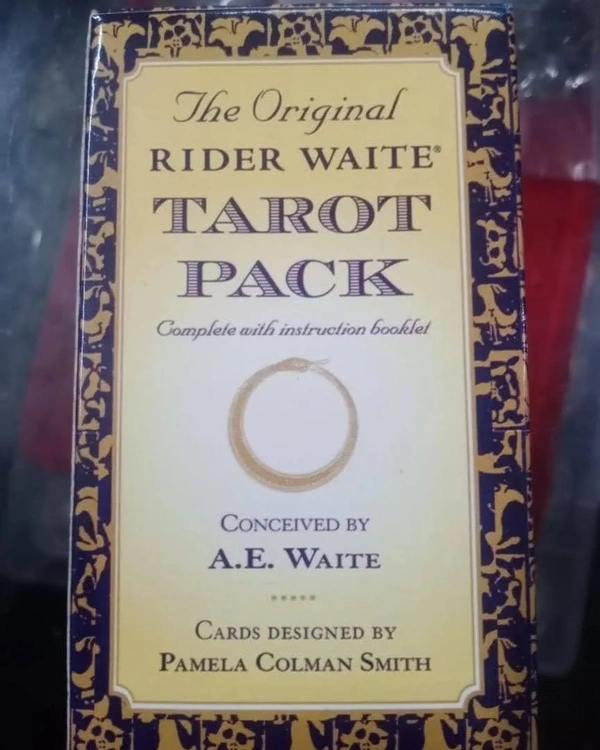 The Original
RIDER WAITE®
TAROT
PACK
Complete with instruction booklet
CONCEIVED BY
A.E. WAITE
CARDS DESIGNED BY
PAMELA COLMAN SMITH